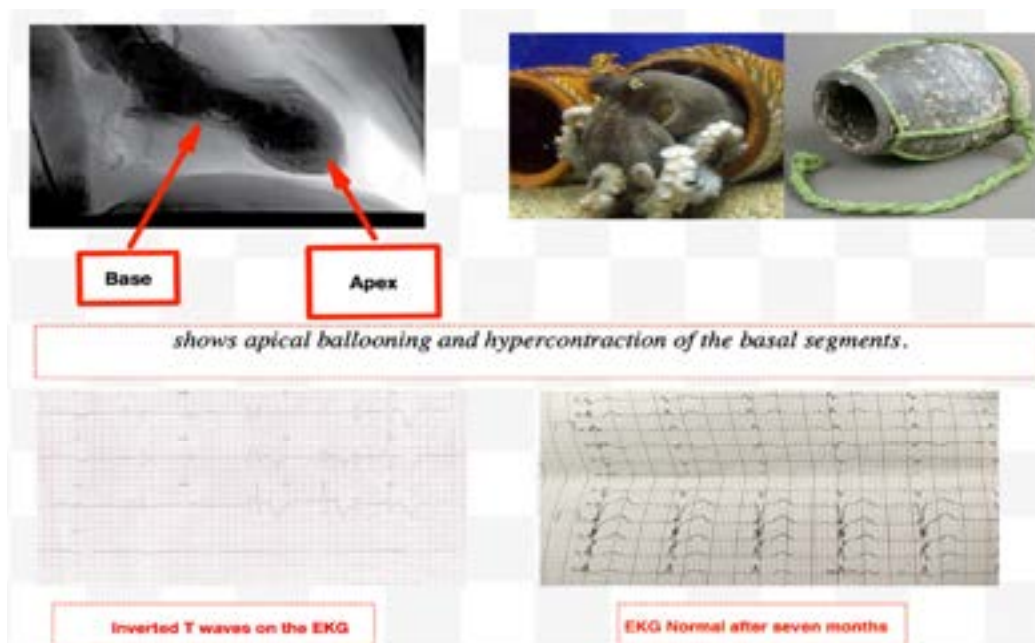 Base
Apex
shows apical ballooning and hypercontraction of the basal segments.
Inverted T waves on the EKG
EKG Normal after seven months